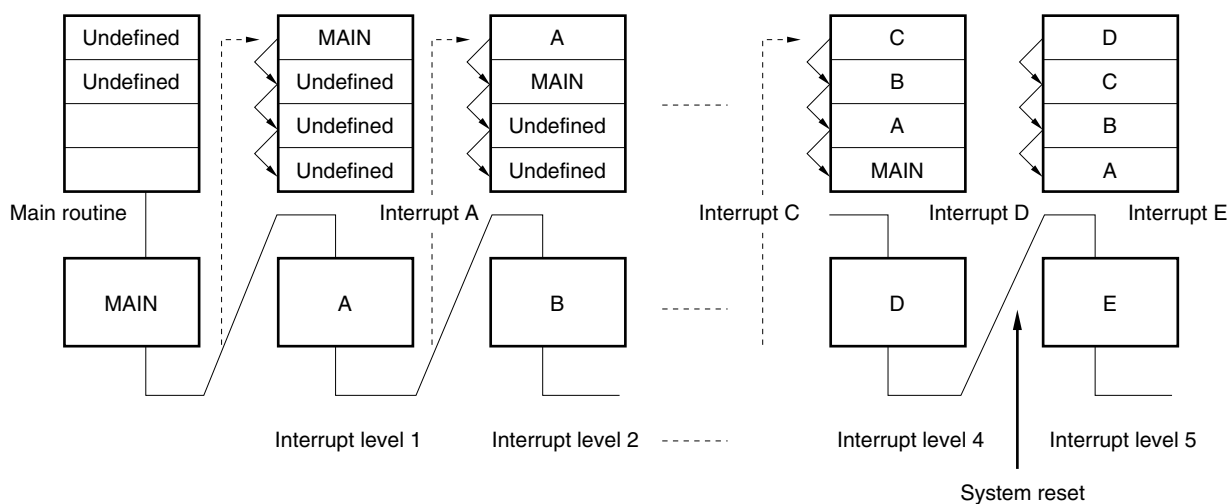 Undefined MAIN A C D
Undefined Undefined MAIN B C
Undefined Undefined A B
Undefined Undefined MAIN A
Main routine Interrupt A Interrupt C Interrupt D Interrupt E
MAIN A B D E
Interrupt level 1 Interrupt level 2 Interrupt level 4 Interrupt level 5
System reset